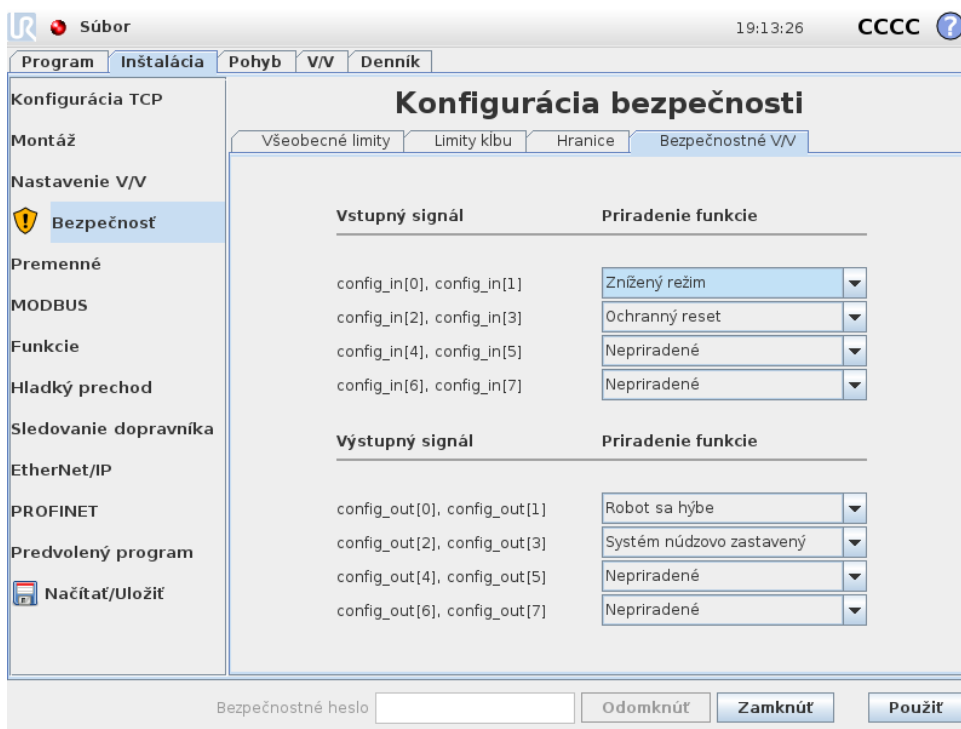 UR Súbor 19:13:26 CCCC ?
Program Inštalácia Pohyb V/V Denník
Konfigurácia TCP
Montáž
Nastavenie V/V
Bezpečnosť
Premenné
MODBUS
Funkcie
Hladký prechod
Sledovanie dopravníka
EtherNet/IP
PROFINET
Predvolený program
Načítať/Uložiť
Konfigurácia bezpečnosti
Všeobecné limity Limity kĺbu Hranice Bezpečnostné V/V
Vstupný signál Priradenie funkcie
config_in[0], config_in[1] Znížený režim
config_in[2], config_in[3] Ochranný reset
config_in[4], config_in[5] Nepriradené
config_in[6], config_in[7] Nepriradené
Výstupný signál Priradenie funkcie
config_out[0], config_out[1] Robot sa hýbe
config_out[2], config_out[3] Systém núdzovo zastavený
config_out[4], config_out[5] Nepriradené
config_out[6], config_out[7] Nepriradené
Bezpečnostné heslo Odomknúť Zamknúť Použiť